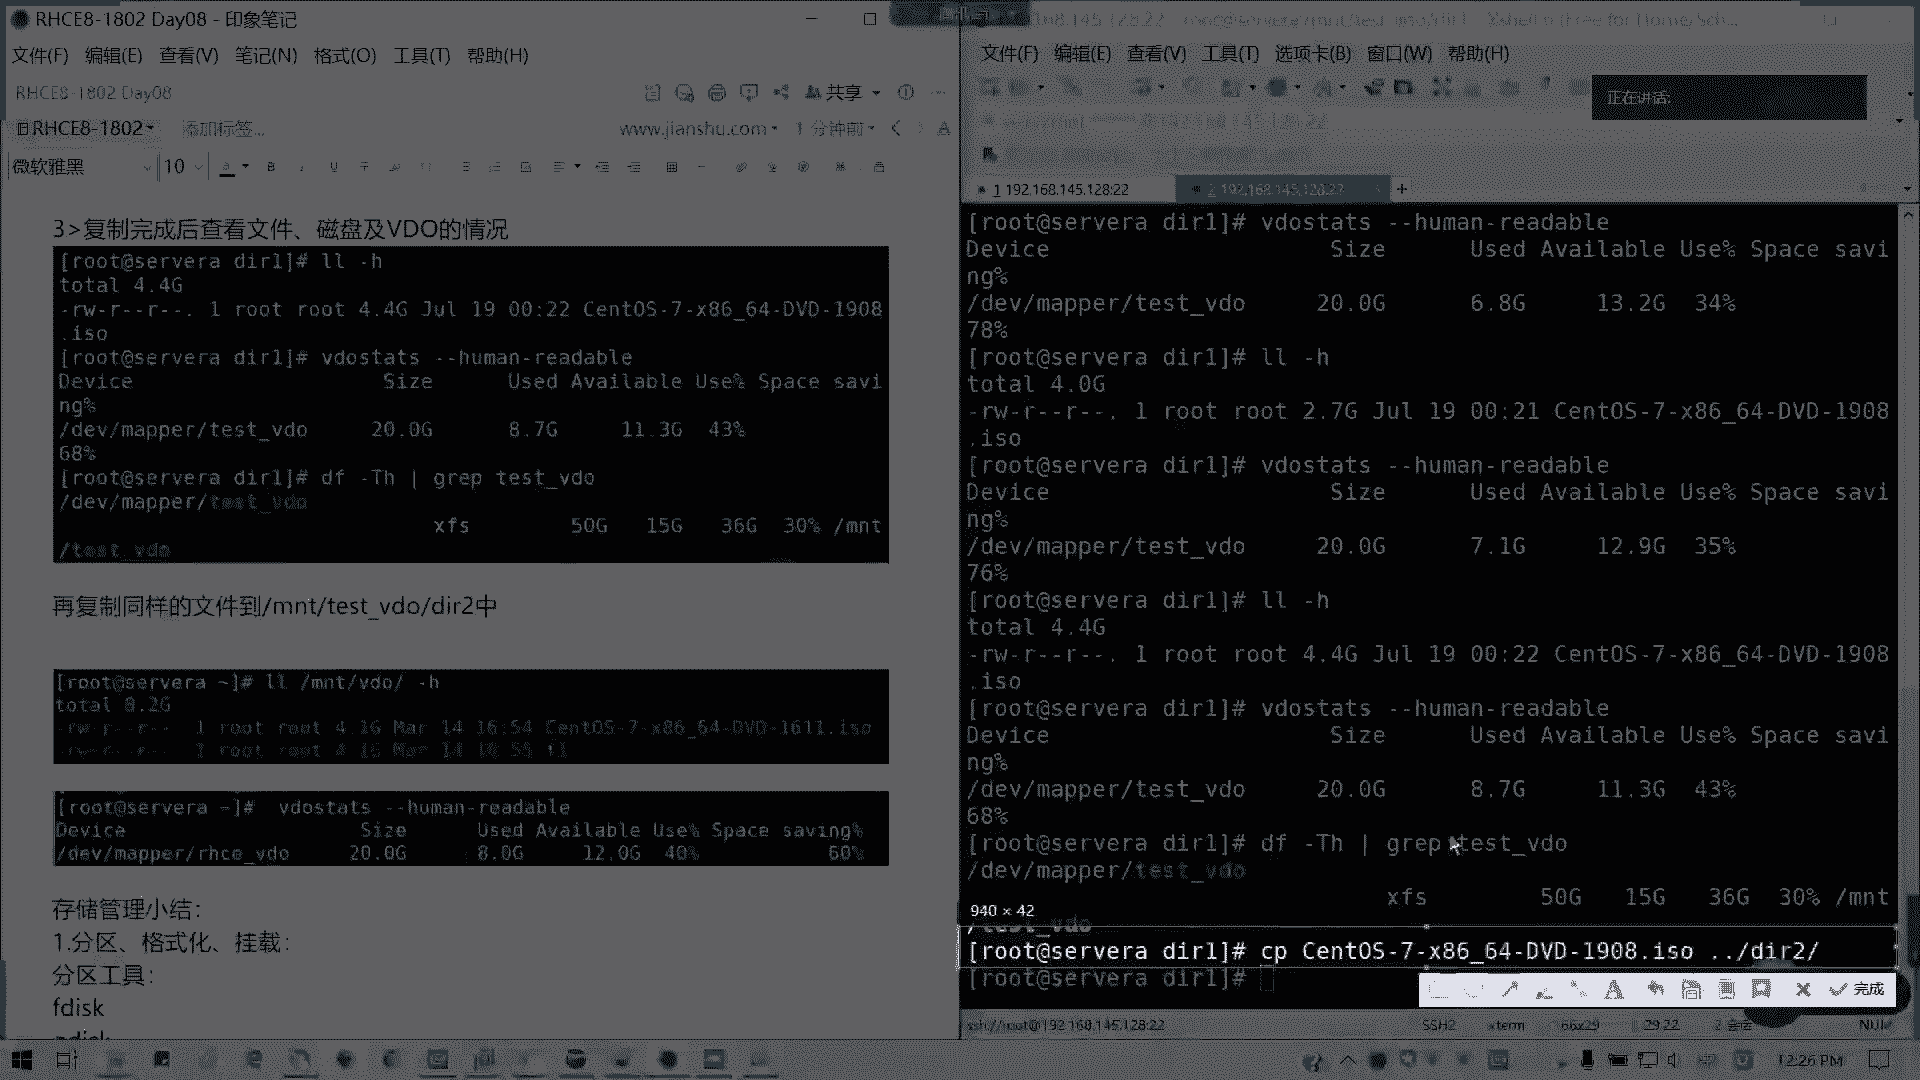 RHCE8-1802 Day08 - 印象笔记
文件(F) 编辑(E) 查看(V) 笔记(N) 格式(O) 工具(T) 帮助(H)
RHCE8-1802 Day08
共享
RHCE8-1802
添加标签...
www.jianshu.com
1 分钟前
微软雅黑
10
3>复制完成后查看文件、磁盘及VDO的情况
[root@servera dir1]# ll -h
total 4.4G
-rw-r--r--. 1 root root 4.4G Jul 19 00:22 CentOS-7-x86_64-DVD-1908
.iso
[root@servera dir1]# vdostats --human-readable
Device Size Used Available Use% Space savi
ng%
/dev/mapper/test_vdo 20.0G 8.7G 11.3G 43%
68%
[root@servera dir1]# df -Th | grep test_vdo
/dev/mapper/test_vdo
xfs 50G 15G 36G 30% /mnt
/test_vdo
再复制同样的文件到/mnt/test_vdo/dir2中
[root@servera ~]# ll /mnt/vdo/ -h
total 8.2G
-rw-r--r-- 1 root root 4.1G Mar 14 16:54 CentOS-7-x86_64-DVD-1611.iso
-rw-r--r-- 1 root root 4.1G Mar 14
[root@servera ~]# vdostats --human-readable
Device Size Used Available Use% Space saving%
/dev/mapper/rhce_vdo 20.0G 8.0G 12.0G 40% 60%
存储管理小结：
1.分区、格式化、挂载：
分区工具：
fdisk
文件(F) 编辑(E) 查看(V) 工具(T) 选项卡(B) 窗口(W) 帮助(H)
正在讲话:
1 192.168.145.128:22
2 192.168.145.128:22
[root@servera dir1]# vdostats --human-readable
Device Size Used Available Use% Space savi
ng%
/dev/mapper/test_vdo 20.0G 6.8G 13.2G 34%
78%
[root@servera dir1]# ll -h
total 4.0G
-rw-r--r--. 1 root root 2.7G Jul 19 00:21 CentOS-7-x86_64-DVD-1908
.iso
[root@servera dir1]# vdostats --human-readable
Device Size Used Available Use% Space savi
ng%
/dev/mapper/test_vdo 20.0G 7.1G 12.9G 35%
76%
[root@servera dir1]# ll -h
total 4.4G
-rw-r--r--. 1 root root 4.4G Jul 19 00:22 CentOS-7-x86_64-DVD-1908
.iso
[root@servera dir1]# vdostats --human-readable
Device Size Used Available Use% Space savi
ng%
/dev/mapper/test_vdo 20.0G 8.7G 11.3G 43%
68%
[root@servera dir1]# df -Th | grep test_vdo
/dev/mapper/test_vdo
xfs 50G 15G 36G 30% /mnt
940 × 42
/test_vdo
[root@servera dir1]# cp CentOS-7-x86_64-DVD-1908.iso ../dir2/
[root@servera dir1]#
完成
ssh://root@192.168.145.128:22
SSH2 xterm 66x29 29,22 2 会话 NUM
12:26 PM